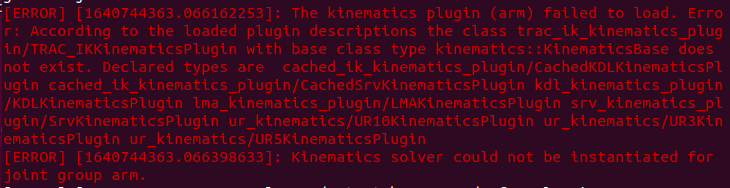 [ERROR] [1640744363.066162253]: The kinematics plugin (arm) failed to load. Erro
r: According to the loaded plugin descriptions the class trac_ik_kinematics_plug
in/TRAC_IKKinematicsPlugin with base class type kinematics::KinematicsBase does
not exist. Declared types are  cached_ik_kinematics_plugin/CachedKDLKinematicsPl
ugin cached_ik_kinematics_plugin/CachedSrvKinematicsPlugin kdl_kinematics_plugin
/KDLKinematicsPlugin lma_kinematics_plugin/LMAKinematicsPlugin srv_kinematics_pl
ugin/SrvKinematicsPlugin ur_kinematics/UR10KinematicsPlugin ur_kinematics/UR3Kin
ematicsPlugin ur_kinematics/UR5KinematicsPlugin
[ERROR] [1640744363.066398633]: Kinematics solver could not be instantiated for
joint group arm.